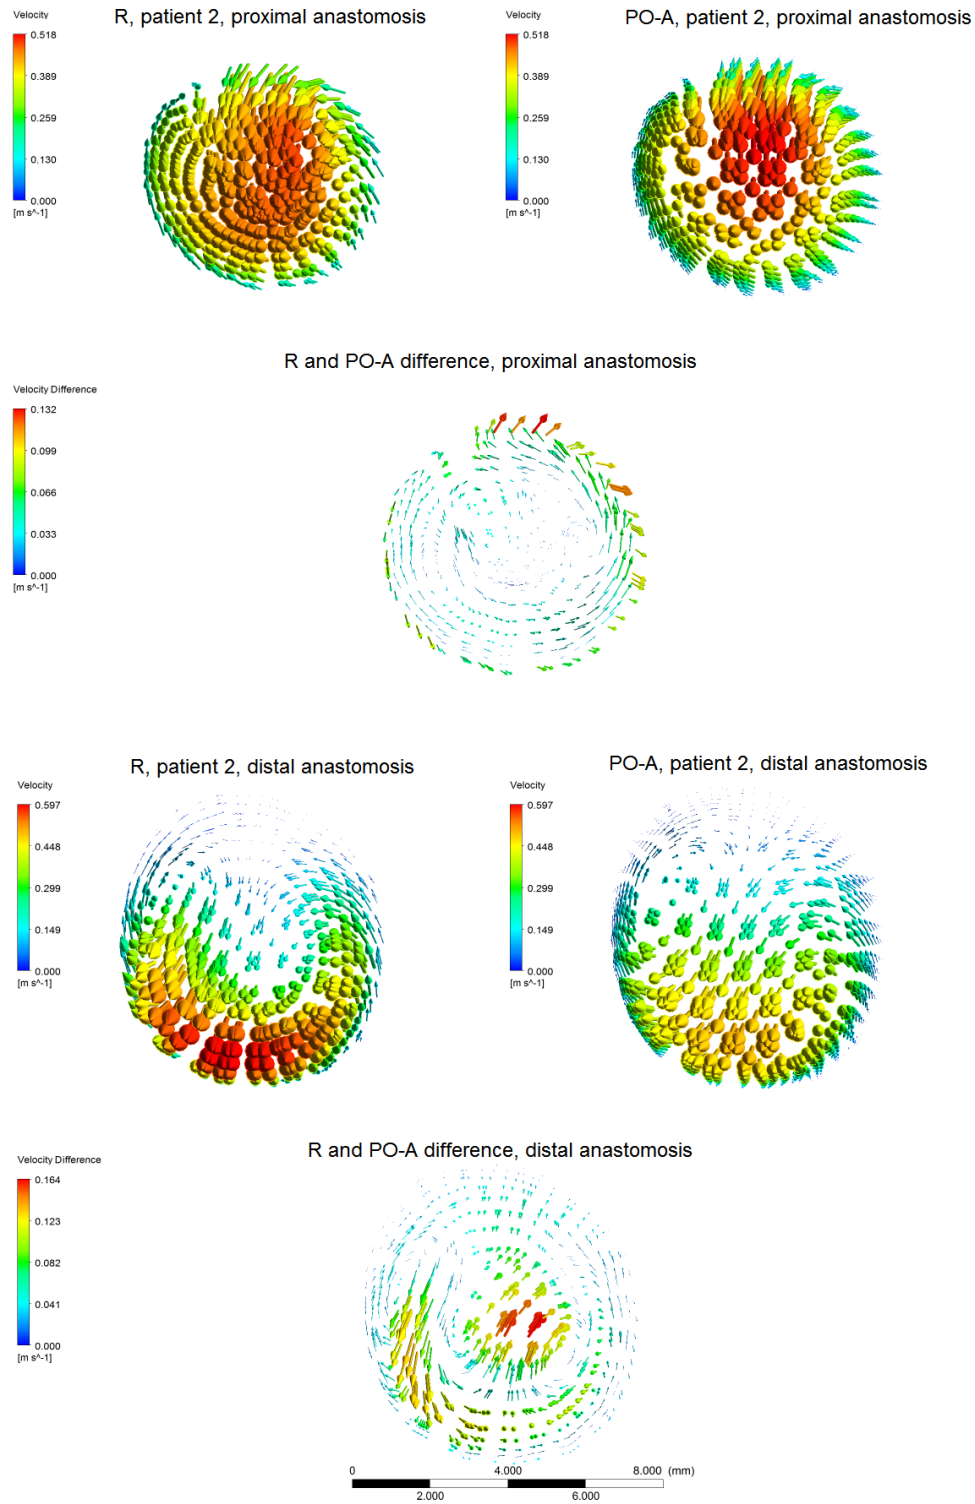 R, patient 2, proximal anastomosis
PO-A, patient 2, proximal anastomosis
Velocity
0.518
0.389
0.259
0.130
0.000
[m s^-1]
Velocity
0.518
0.389
0.259
0.130
0.000
[m s^-1]
R and PO-A difference, proximal anastomosis
Velocity Difference
0.132
0.099
0.066
0.033
0.000
[m s^-1]
R, patient 2, distal anastomosis
PO-A, patient 2, distal anastomosis
Velocity
0.597
0.448
0.299
0.149
0.000
[m s^-1]
Velocity
0.597
0.448
0.299
0.149
0.000
[m s^-1]
R and PO-A difference, distal anastomosis
Velocity Difference
0.164
0.123
0.082
0.041
0.000
[m s^-1]
0 4.000 8.000 (mm)
2.000 6.000